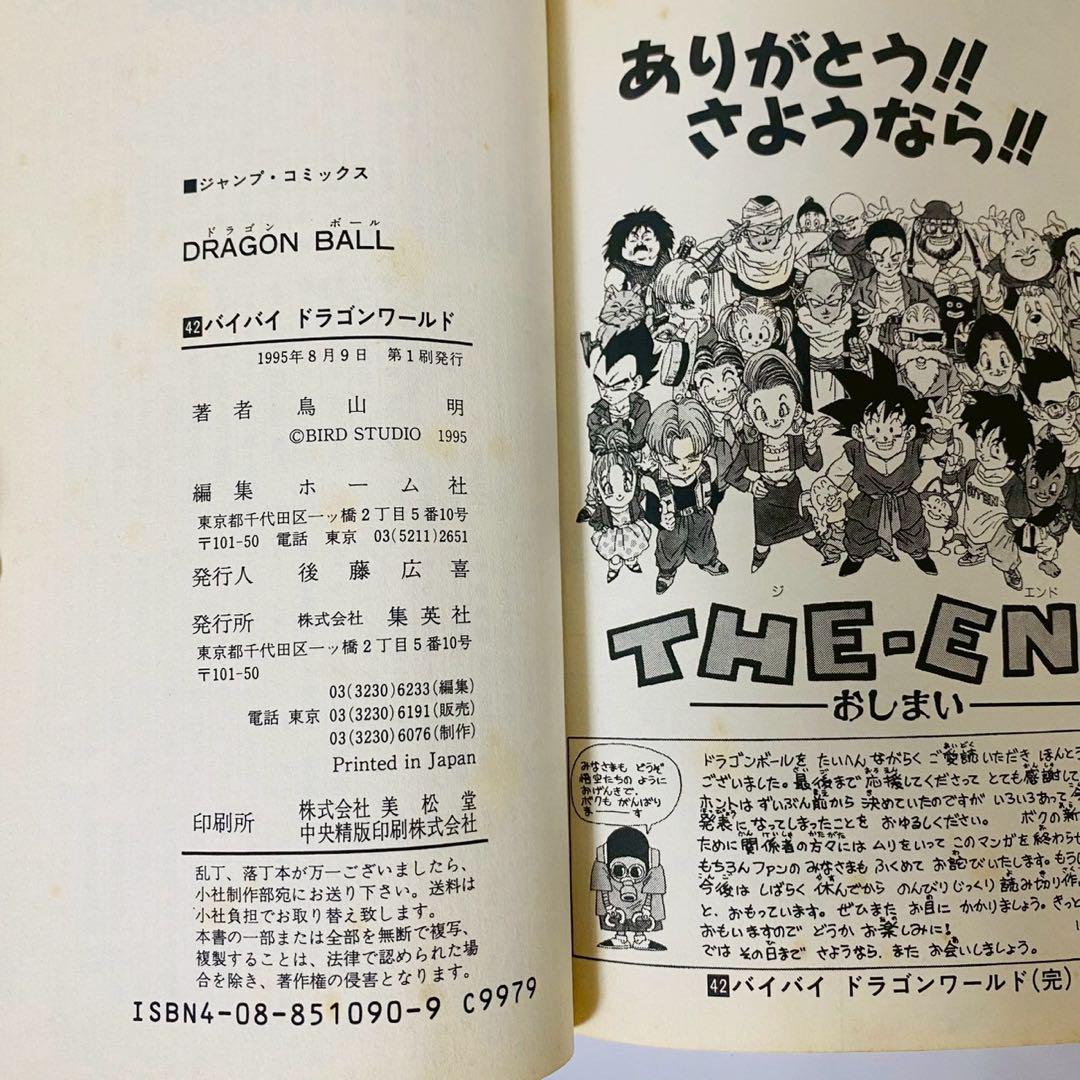 ■ジャンプ・コミックス
ドラゴン ボール
DRAGON BALL
42バイバイ ドラゴンワールド
1995年8月9日 第1刷発行
著者 鳥山 明
©BIRD STUDIO 1995
編集 ホーム社
東京都千代田区一ッ橋2丁目5番10号
〒101-50 電話 東京 03(5211)2651
発行人 後藤広喜
発行所 株式会社 集英社
東京都千代田区一ッ橋2丁目5番10号
〒101-50
03(3230)6233(編集)
電話 東京 03(3230)6191(販売)
03(3230)6076(制作)
Printed in Japan
印刷所 株式会社 美松堂
中央精版印刷株式会社
乱丁、落丁本が万一ございましたら、
小社制作部宛にお送り下さい。送料は
小社負担でお取り替え致します。
本書の一部または全部を無断で複写、
複製することは、法律で認められた場
合を除き、著作権の侵害となります。
ISBN4-08-851090-9 C9979
ありがとう!!
さようなら!!
ジ エンド
THE-EN
おしまい
みなさまも どうぞ
悟空たちのように
おげんきで。
ボクも がんばり
まーーーす
ドラゴンボールを たいへん ながらく ご愛読いただき ほんとう
ございました。最後まで 応援してくださって とても感謝して
ホントは ずいぶん前から 決めていたのですが いろいろあって
発表に なってしまったことを おゆるしください。 ボクの新
ために 関係者の方々には ムリをいって このマンガを 終わらせ
もちろん ファンの みなさまも ふくめて お詫びいたします。もう
今後は しばらく 休んでから のんびり じっくり 読み切り作
と、おもっています。ぜひまた お目に かかりましょう。きっと
おもいますので どうか お楽しみに!
では その日まで さようなら、また お会いしましょう。
42バイバイ ドラゴンワールド(完)